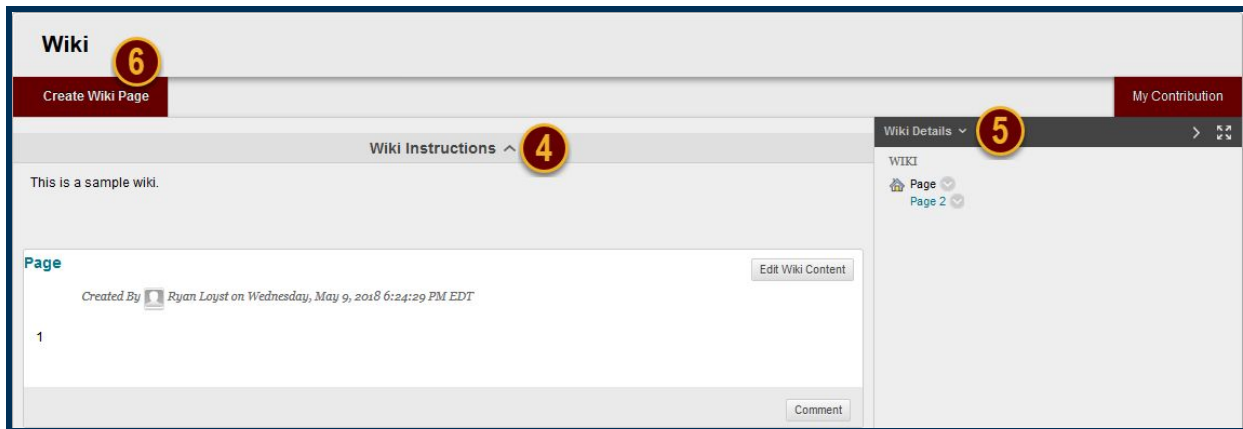 Wiki
6
Create Wiki Page
My Contribution
Wiki Instructions
4
Wiki Details
5
This is a sample wiki.
WIKI
Page
Page 2
Page
Edit Wiki Content
Created By Ryan Loyst on Wednesday, May 9, 2018 6:24:29 PM EDT
1
Comment